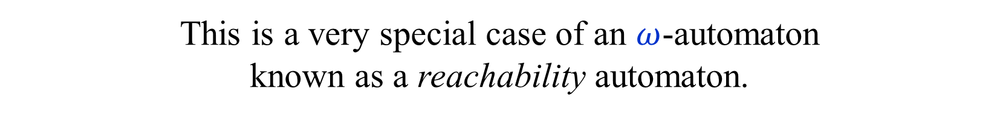 This is a very special case of an ω-automaton
known as a reachability automaton.